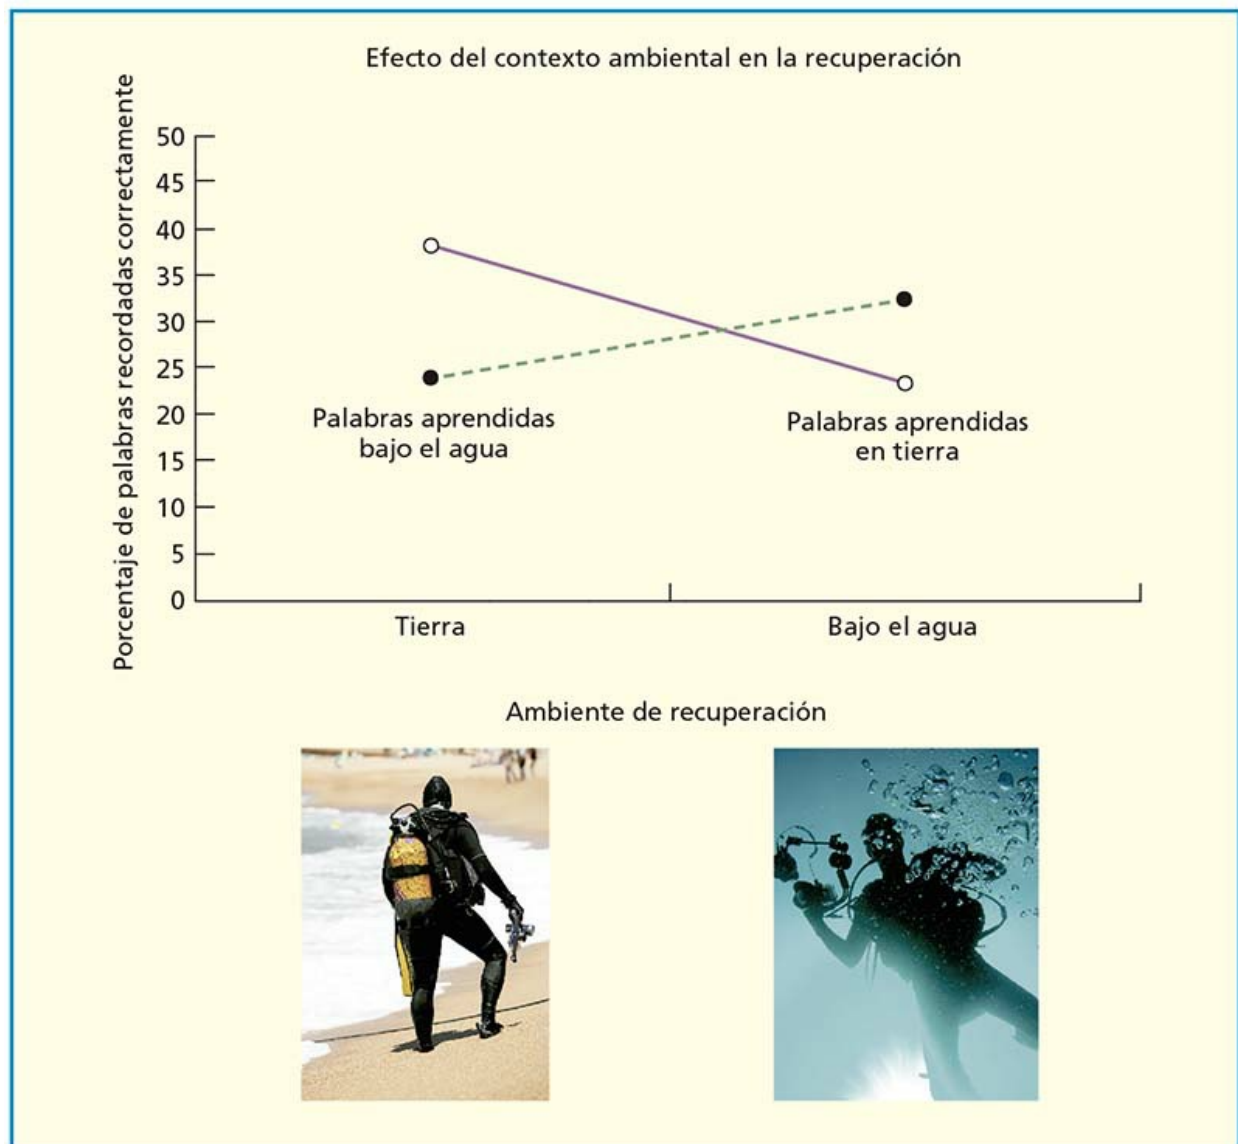 Efecto del contexto ambiental en la recuperación
Porcentaje de palabras recordadas correctamente
50
45
40
35
30
25
20
15
10
5
0
Palabras aprendidas
bajo el agua
Palabras aprendidas
en tierra
Tierra
Bajo el agua
Ambiente de recuperación